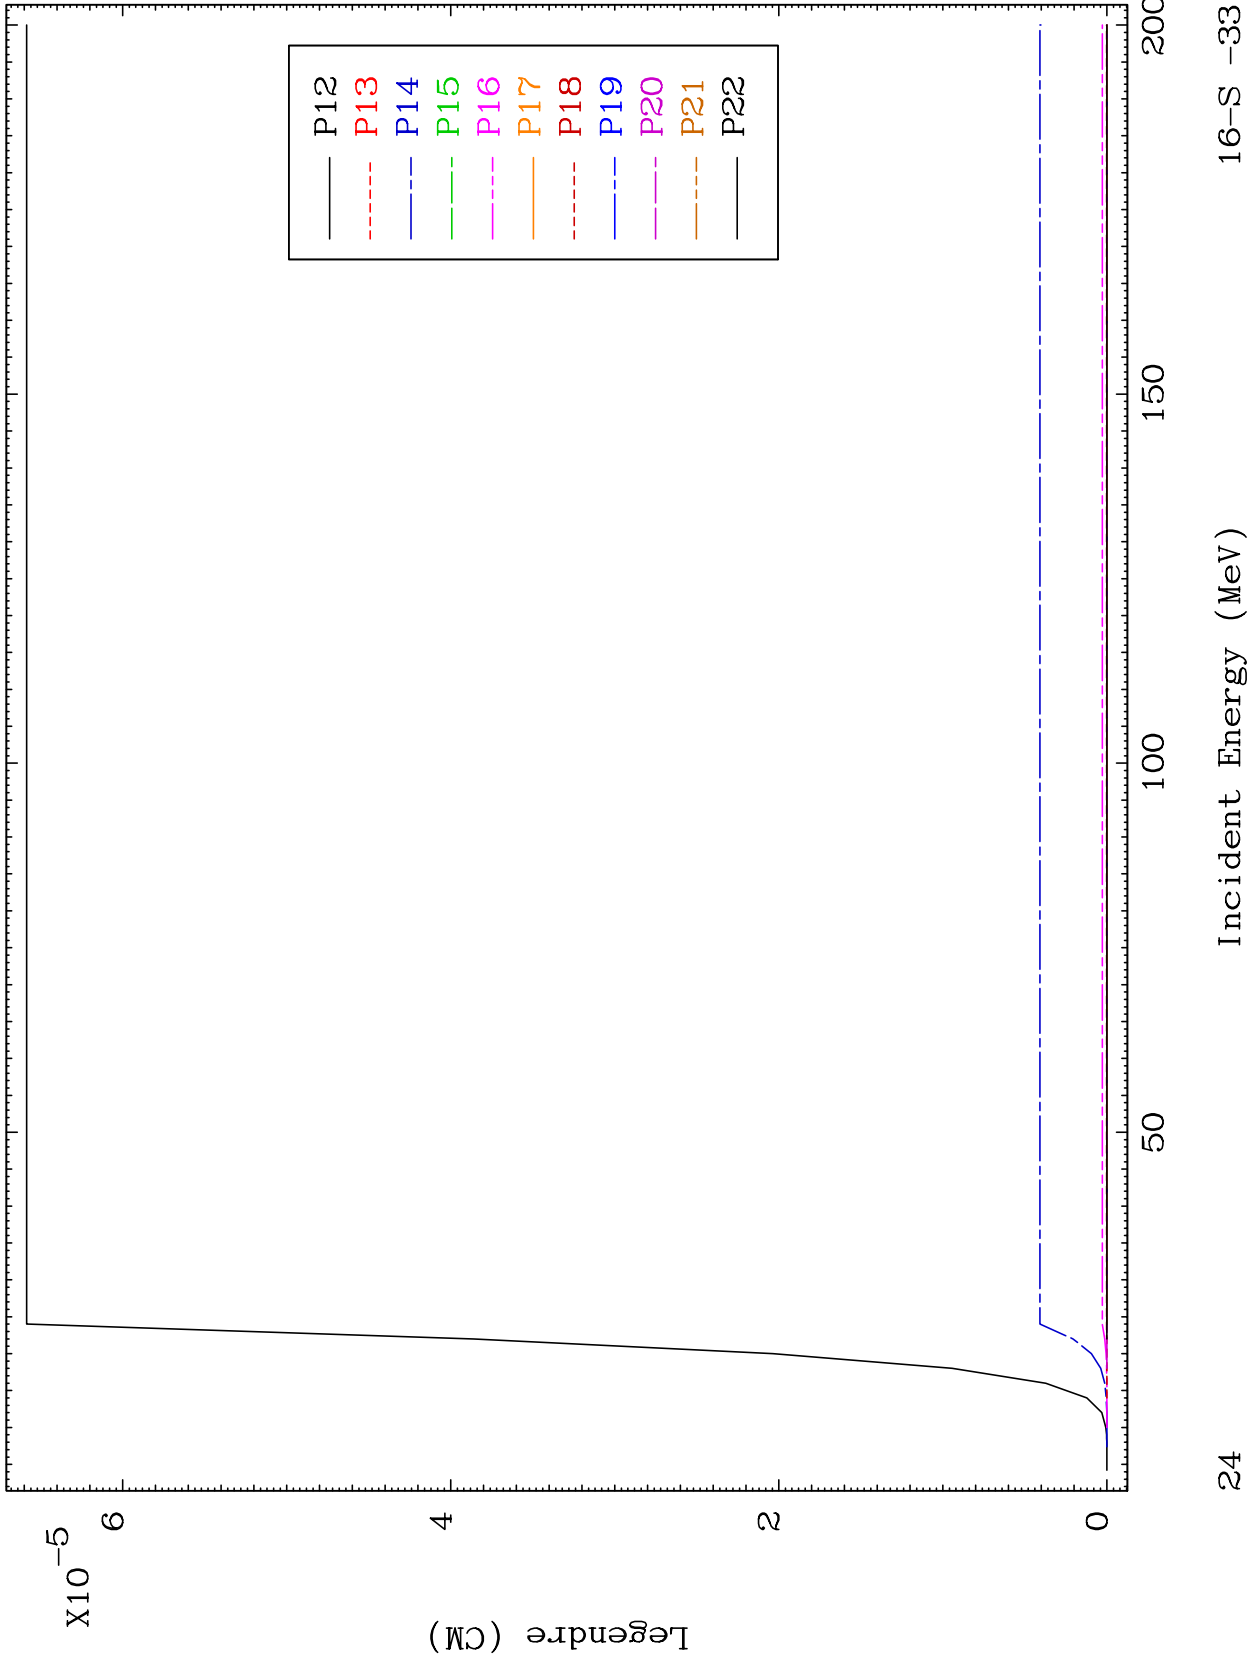 X10-5
6
4
2
0
Legendre (CM)
P12
P13
P14
P15
P16
P17
P18
P19
P20
P21
P22
50
100
150
200
Incident Energy (MeV)
24
16-S -33